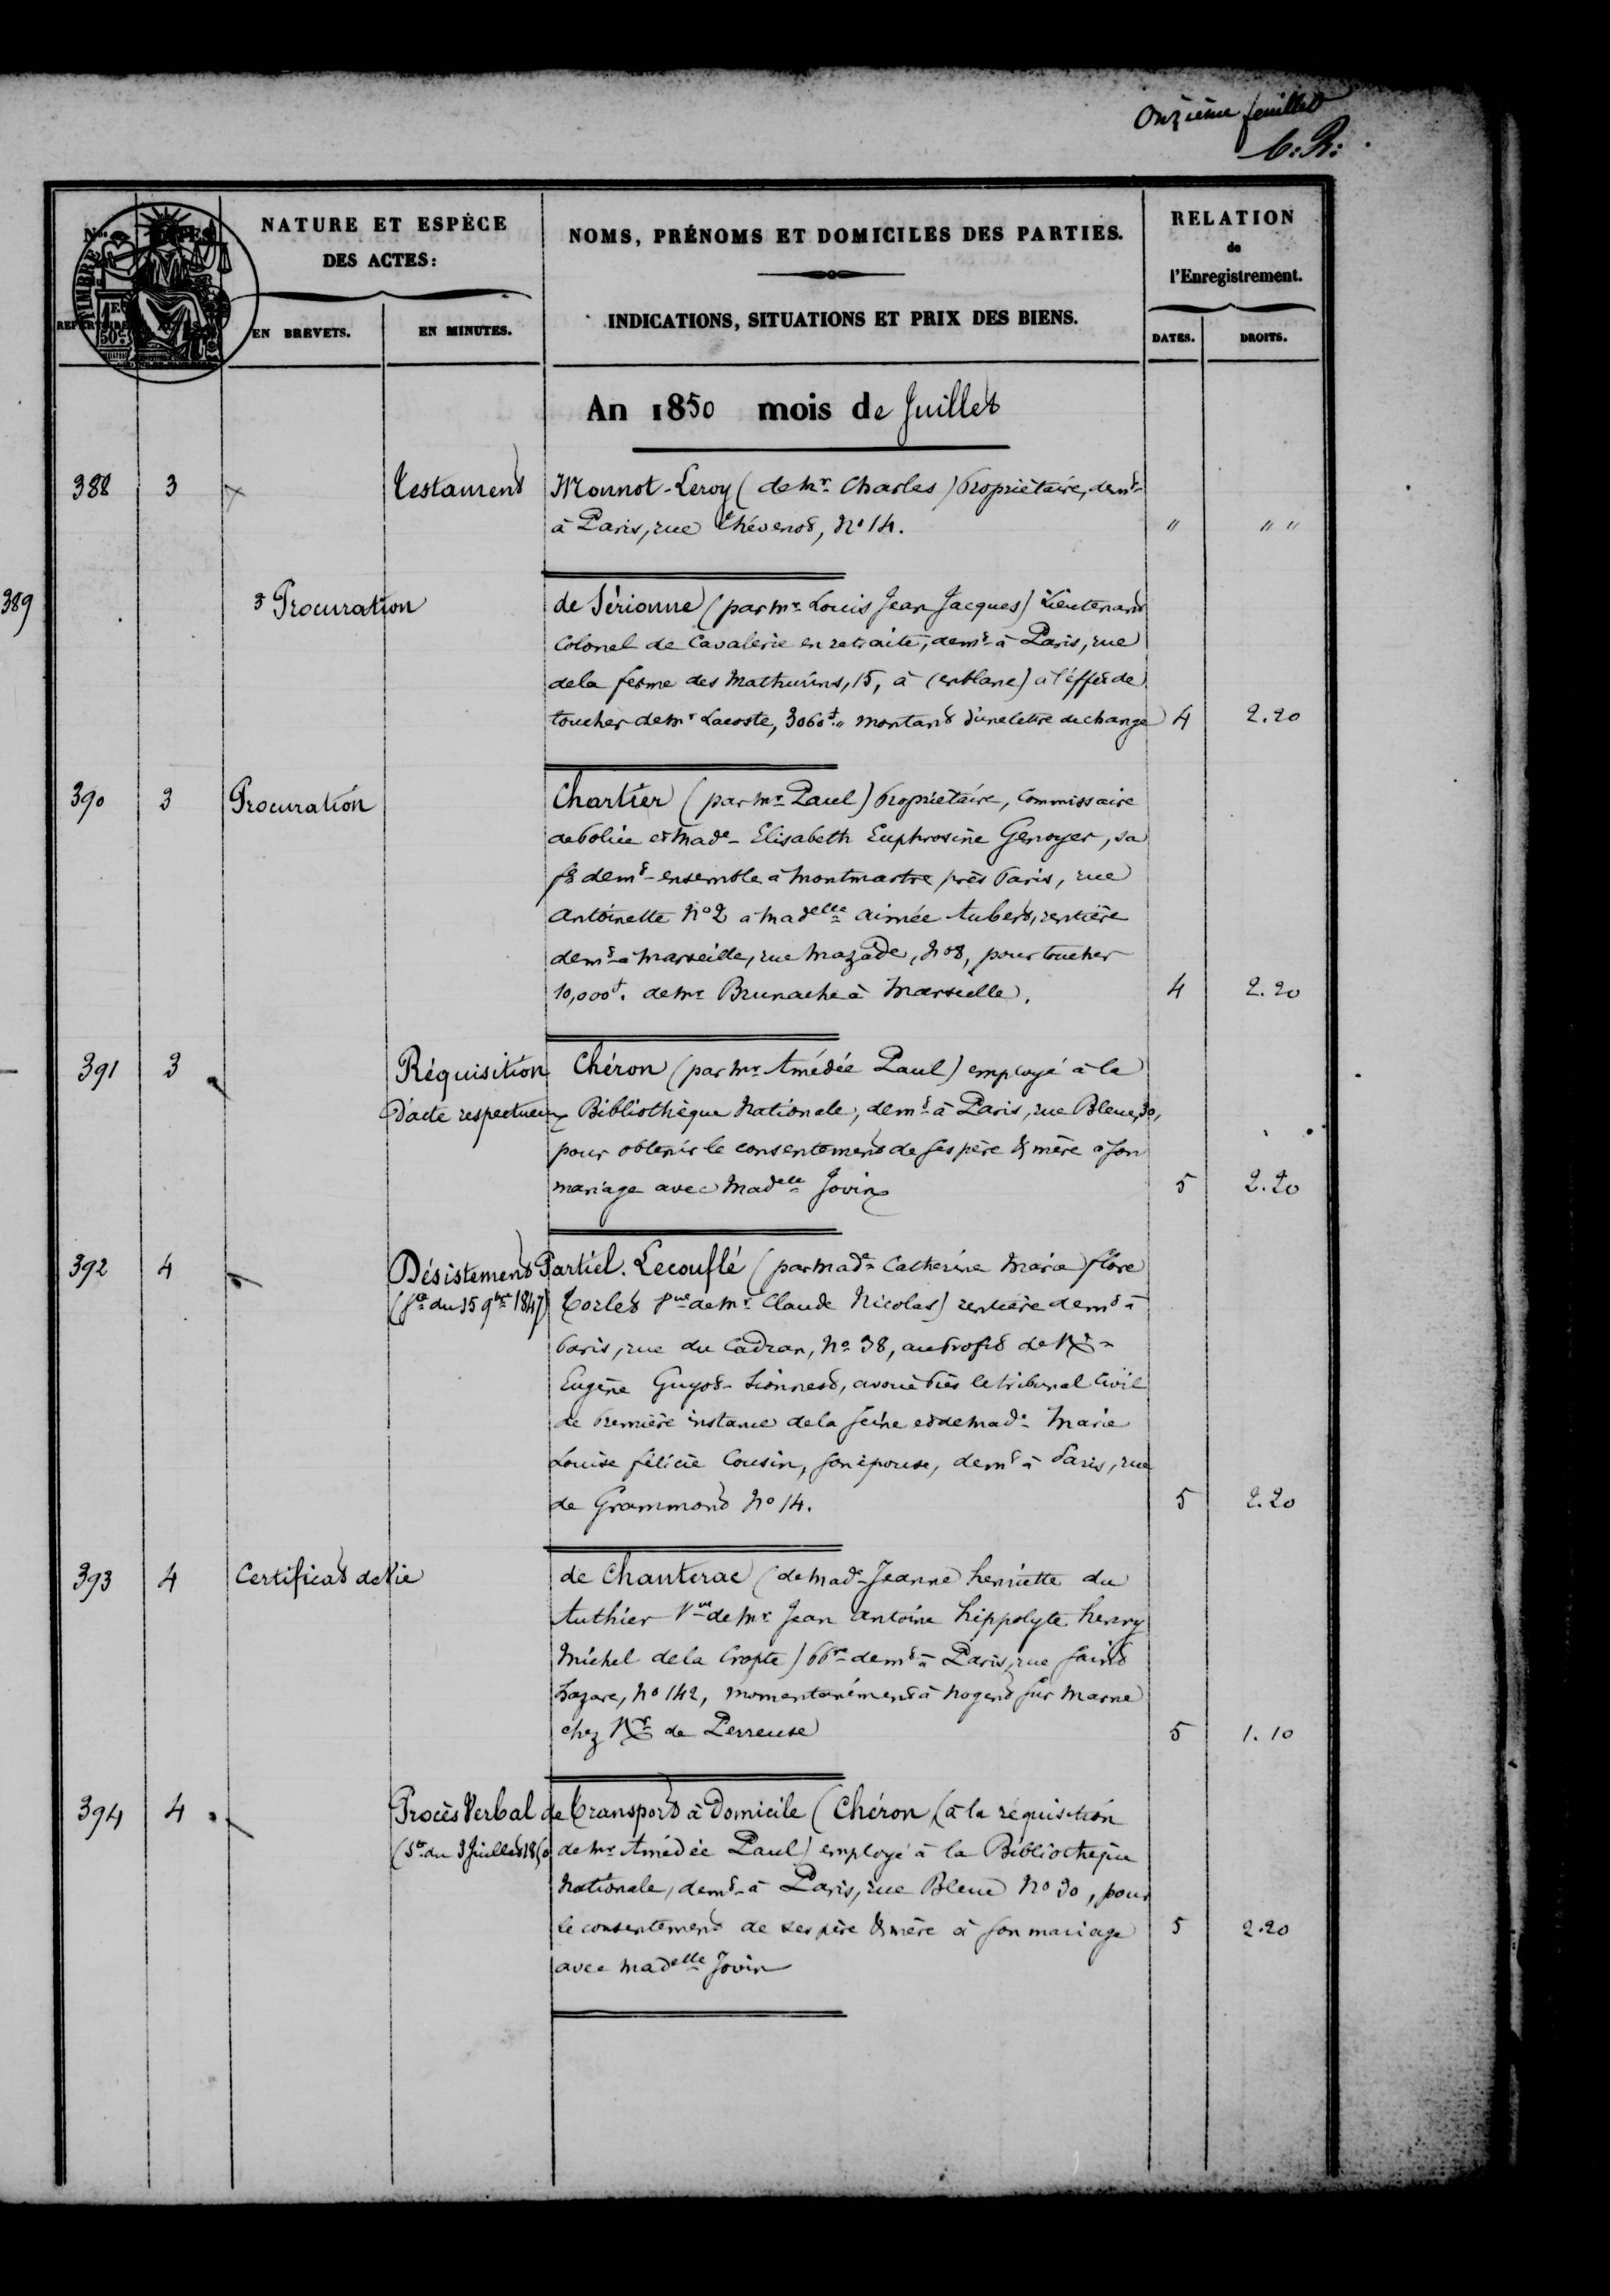 Onzième feuillet
C. R.
NATURE ET ESPÈCE
DES ACTES:
NOMS, PRÉNOMS ET DOMICILES DES PARTIES.
RELATION
de
l'Enregistrement.
EN BREVETS.
EN MINUTES.
INDICATIONS, SITUATIONS ET PRIX DES BIENS.
DATES.
DROITS.
TIMBRE
1 F.
50 c.
An 1850 mois de Juillet
388 3 Testament Monnot-Leroy (de Mr. Charles) Propriétaire, demt.
à Paris, rue Thévenot, No 14. " " "
389 3 Procuration de Sérionne (par Mr. Louis Jean Jacques) Lieutenant
Colonel de Cavalerie en retraite, demt. à Paris, rue
de la ferme des Mathurins, 15, à (en blanc) à l'effet de
toucher de Mr Lacoste, 3060 f. " montant d'une lettre de change 4 2.20
390 3 Procuration Chartier (par Mr. Paul) Propriétaire, Commissaire
de Police et Made. Elisabeth Euphrosine Genoyer, sa
fe. demt. ensemble à Montmartre près Paris, rue
Antoinette No 2 à Madelle. Aimée Aubert, rentière
demt. à Marseille, rue Mazade, No 8, pour toucher
10,000 f. de Mr. Brunache à Marseille. 4 2.20
391 3 Réquisition Chéron (par Mr. Amédée Paul) employé à la
d'acte respectueux Bibliothèque Nationale, demt. à Paris, rue Bleue, 30,
pour obtenir le consentement de ses père & mère à son
mariage avec Madelle. Jovin 5 2.20
392 4 Désistement Partiel. Lecouflé (par Made. Catherine Marie Flore
(Ste. du 15 9bre 1847) Torlet Vve de Mr. Claude Nicolas) rentière demt. à
Paris, rue du Cadran, No. 38, au Profit de Mr.
Eugène Guyot-Sionnest, avoué Près le tribunal Civil
de Première instance de la Seine et de Made. Marie
Louise Félicie Cousin, son épouse, demt. à Paris, rue
de Grammont No 14. 5 2.20
393 4 Certificat de Vie de Chanterac (de Made. Jeanne henriette du
Authier Vve. de Mr. Jean Antoine hippolyte henry
Michel de la Cropte) Pre. demt. à Paris, rue Saint
Lazare, No 142, momentanément à Nogent sur Marne
chez Mr. de Perreuse 5 1.10
394 4 Procès Verbal de transport à Domicile (Chéron (à la réquisition
(Ste. du 3 Juillet 1850 de Mr. Amédée Paul) employé à la Bibliothèque
Nationale, demt. à Paris, rue Bleue No 30, pour
le consentement de ses père & mère à son mariage 5 2.20
avec Madelle. Jovin